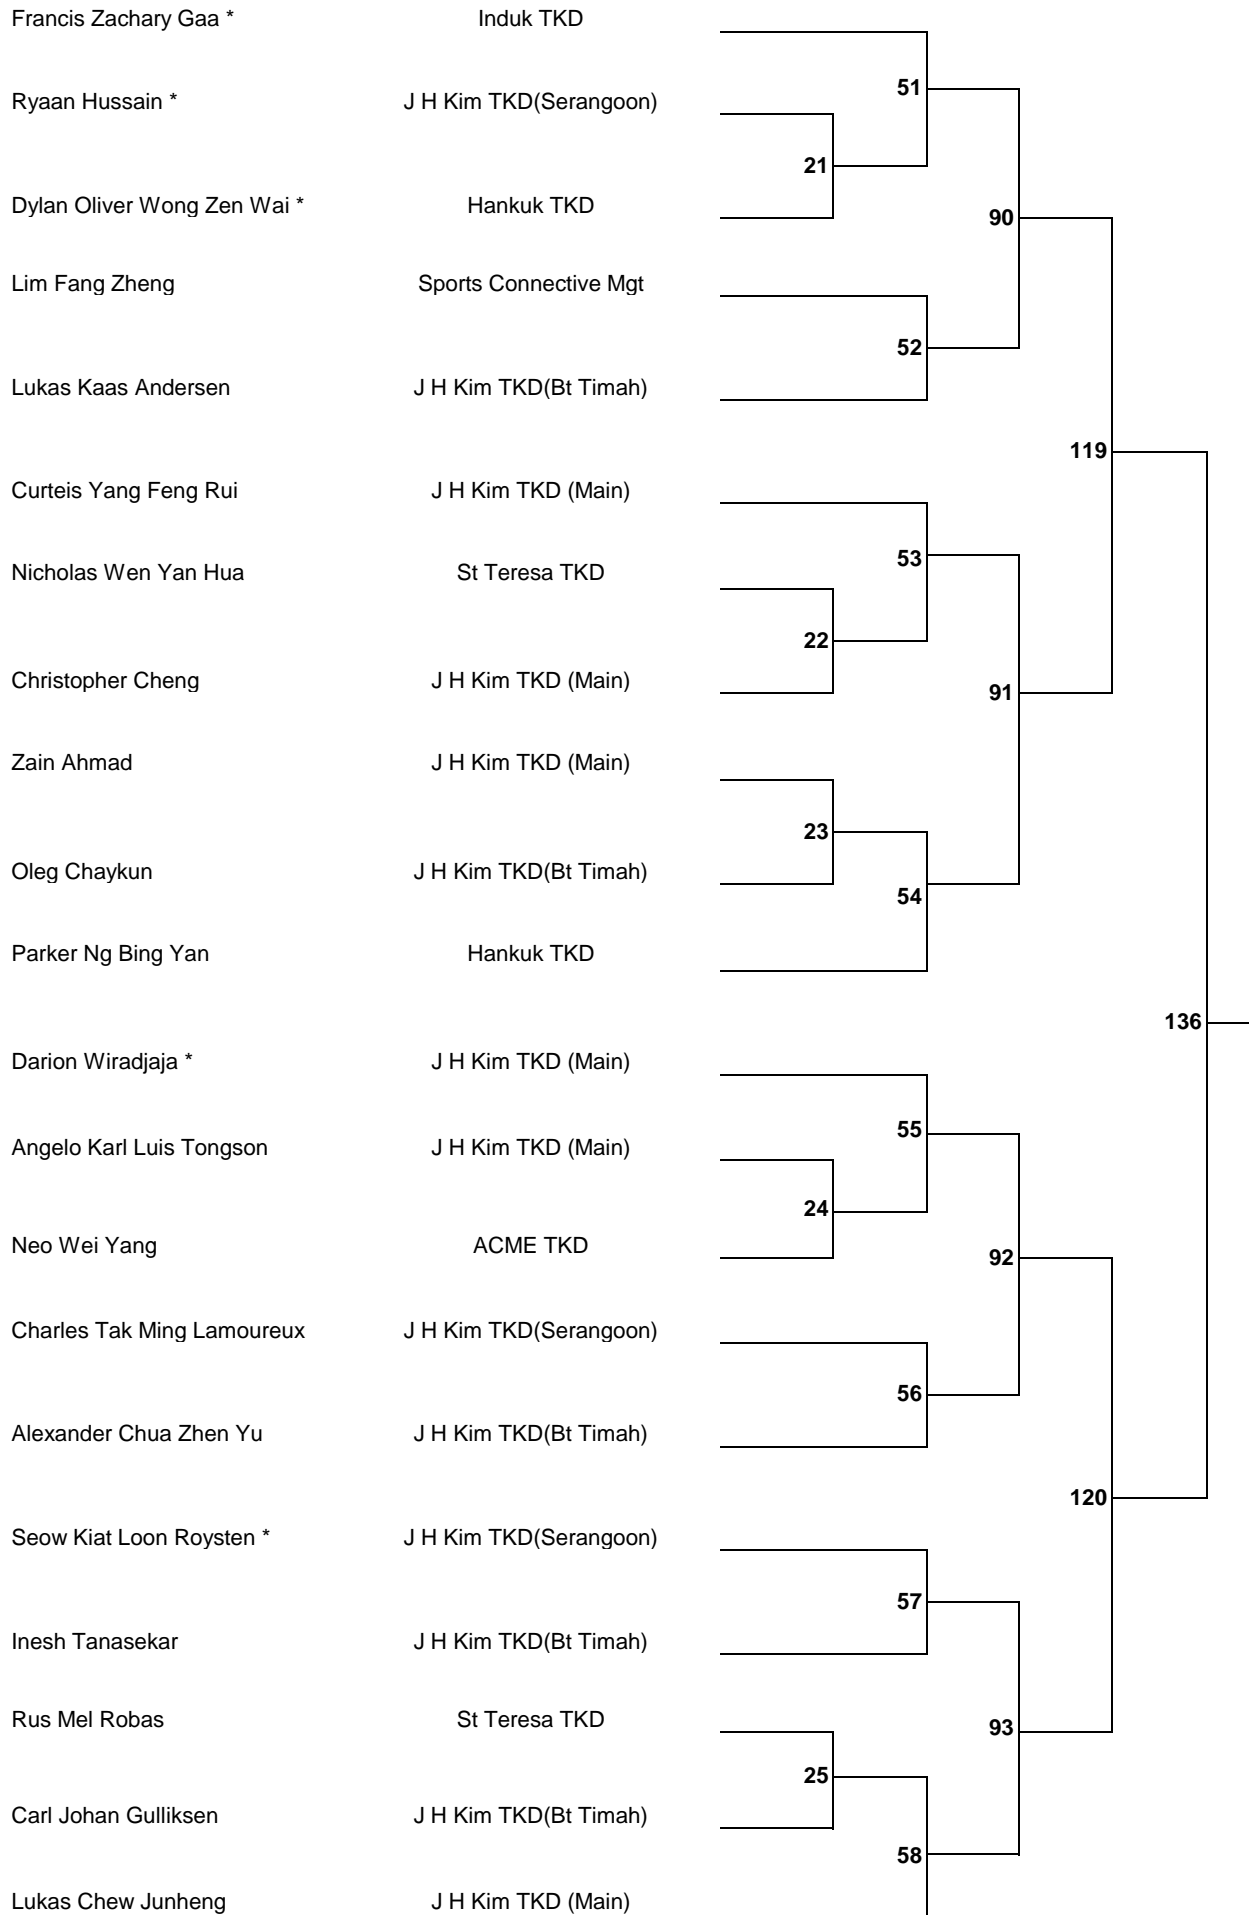 Francis Zachary Gaa * Induk TKD
51
Ryaan Hussain * J H Kim TKD(Serangoon)
21
Dylan Oliver Wong Zen Wai * Hankuk TKD
90
Lim Fang Zheng Sports Connective Mgt
52
Lukas Kaas Andersen J H Kim TKD(Bt Timah)
119
Curteis Yang Feng Rui J H Kim TKD (Main)
53
Nicholas Wen Yan Hua St Teresa TKD
22
Christopher Cheng J H Kim TKD (Main)
91
Zain Ahmad J H Kim TKD (Main)
23
Oleg Chaykun J H Kim TKD(Bt Timah)
54
Parker Ng Bing Yan Hankuk TKD
136
Darion Wiradjaja * J H Kim TKD (Main)
55
Angelo Karl Luis Tongson J H Kim TKD (Main)
24
Neo Wei Yang ACME TKD
92
Charles Tak Ming Lamoureux J H Kim TKD(Serangoon)
56
Alexander Chua Zhen Yu J H Kim TKD(Bt Timah)
120
Seow Kiat Loon Roysten * J H Kim TKD(Serangoon)
57
Inesh Tanasekar J H Kim TKD(Bt Timah)
Rus Mel Robas St Teresa TKD
93
25
Carl Johan Gulliksen J H Kim TKD(Bt Timah)
58
Lukas Chew Junheng J H Kim TKD (Main)